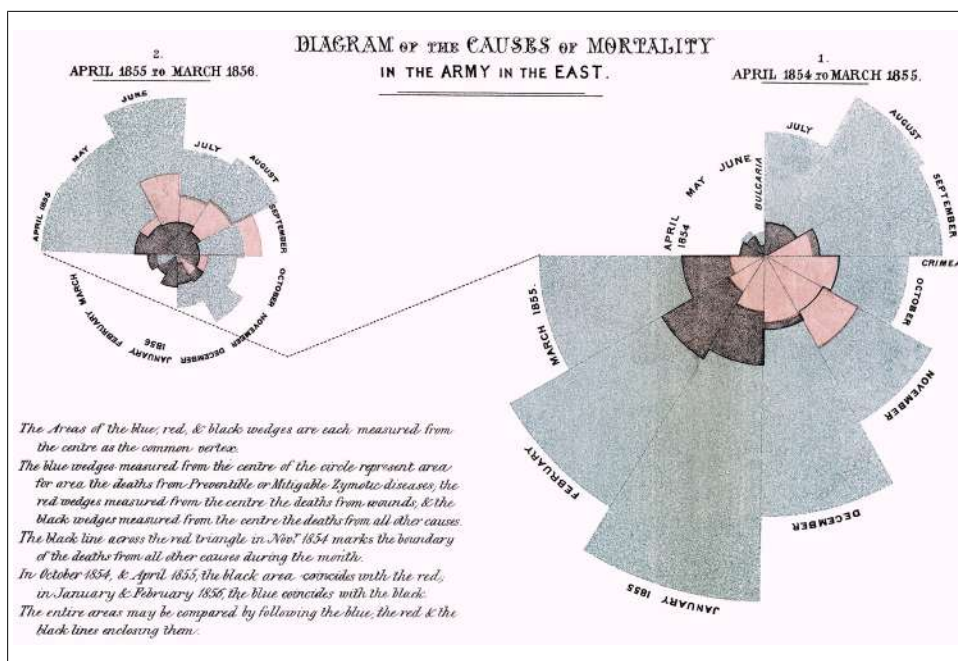 DIAGRAM OF THE CAUSES OF MORTALITY
IN THE ARMY IN THE EAST.
2.
APRIL 1855 TO MARCH 1856.
1.
APRIL 1854 TO MARCH 1855.
APRIL 1855
MAY
JUNE
JULY
AUGUST
SEPTEMBER
OCTOBER
NOVEMBER
DECEMBER
JANUARY
1856
FEBRUARY
MARCH
APRIL
1854
MAY
JUNE
BULGARIA
JULY
AUGUST
SEPTEMBER
CRIMEA
OCTOBER
NOVEMBER
DECEMBER
JANUARY 1855
FEBRUARY
MARCH 1855.
The Areas of the blue, red, & black wedges are each measured from
the centre as the common vertex.
The blue wedges measured from the centre of the circle represent area
for area the deaths from Preventible or Mitigable Zymotic diseases; the
red wedges measured from the centre the deaths from wounds; & the
black wedges measured from the centre the deaths from all other causes.
The black line across the red triangle in Novr. 1854 marks the boundary
of the deaths from all other causes during the month.
In October 1854, & April 1855, the black area coincides with the red;
in January & February 1856, the blue coincides with the black.
The entire areas may be compared by following the blue, the red & the
black lines enclosing them.